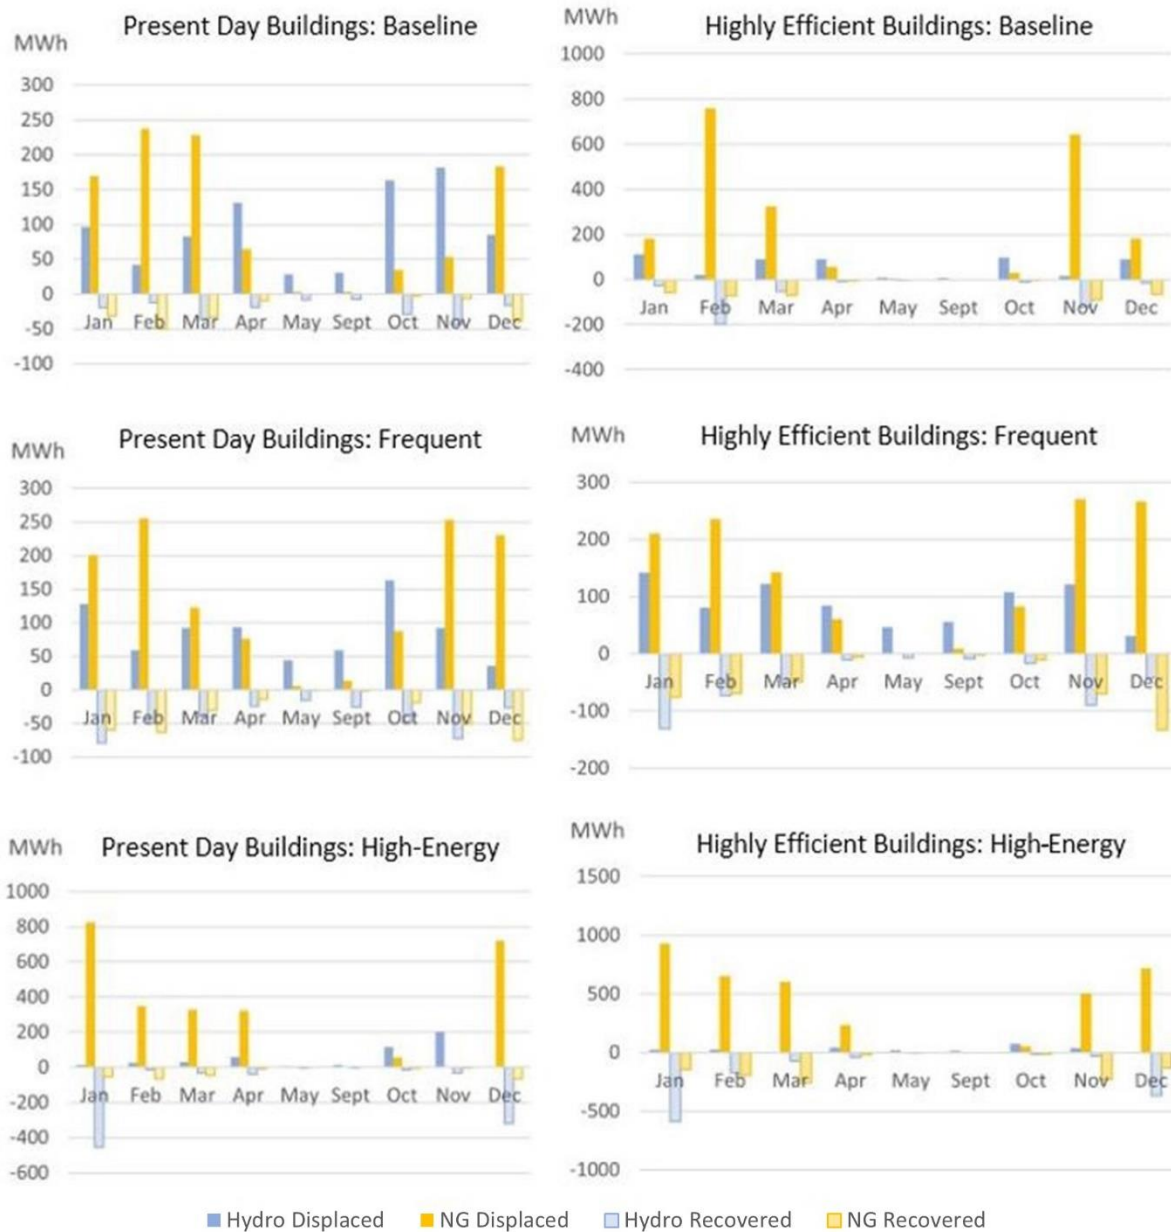 Present Day Buildings: Baseline
MWh
300
250
200
150
100
50
0
-50
-100
Jan Feb Mar Apr May Sept Oct Nov Dec
Highly Efficient Buildings: Baseline
MWh
1000
800
600
400
200
0
-200
-400
Jan Feb Mar Apr May Sept Oct Nov Dec
Present Day Buildings: Frequent
MWh
300
250
200
150
100
50
0
-50
-100
Jan Feb Mar Apr May Sept Oct Nov Dec
Highly Efficient Buildings: Frequent
MWh
300
200
100
0
-100
-200
Jan Feb Mar Apr May Sept Oct Nov Dec
Present Day Buildings: High-Energy
MWh
1000
800
600
400
200
0
-200
-400
-600
Jan Feb Mar Apr May Sept Oct Nov Dec
Highly Efficient Buildings: High-Energy
MWh
1500
1000
500
0
-500
-1000
Jan Feb Mar Apr May Sept Oct Nov Dec
Hydro Displaced NG Displaced Hydro Recovered NG Recovered